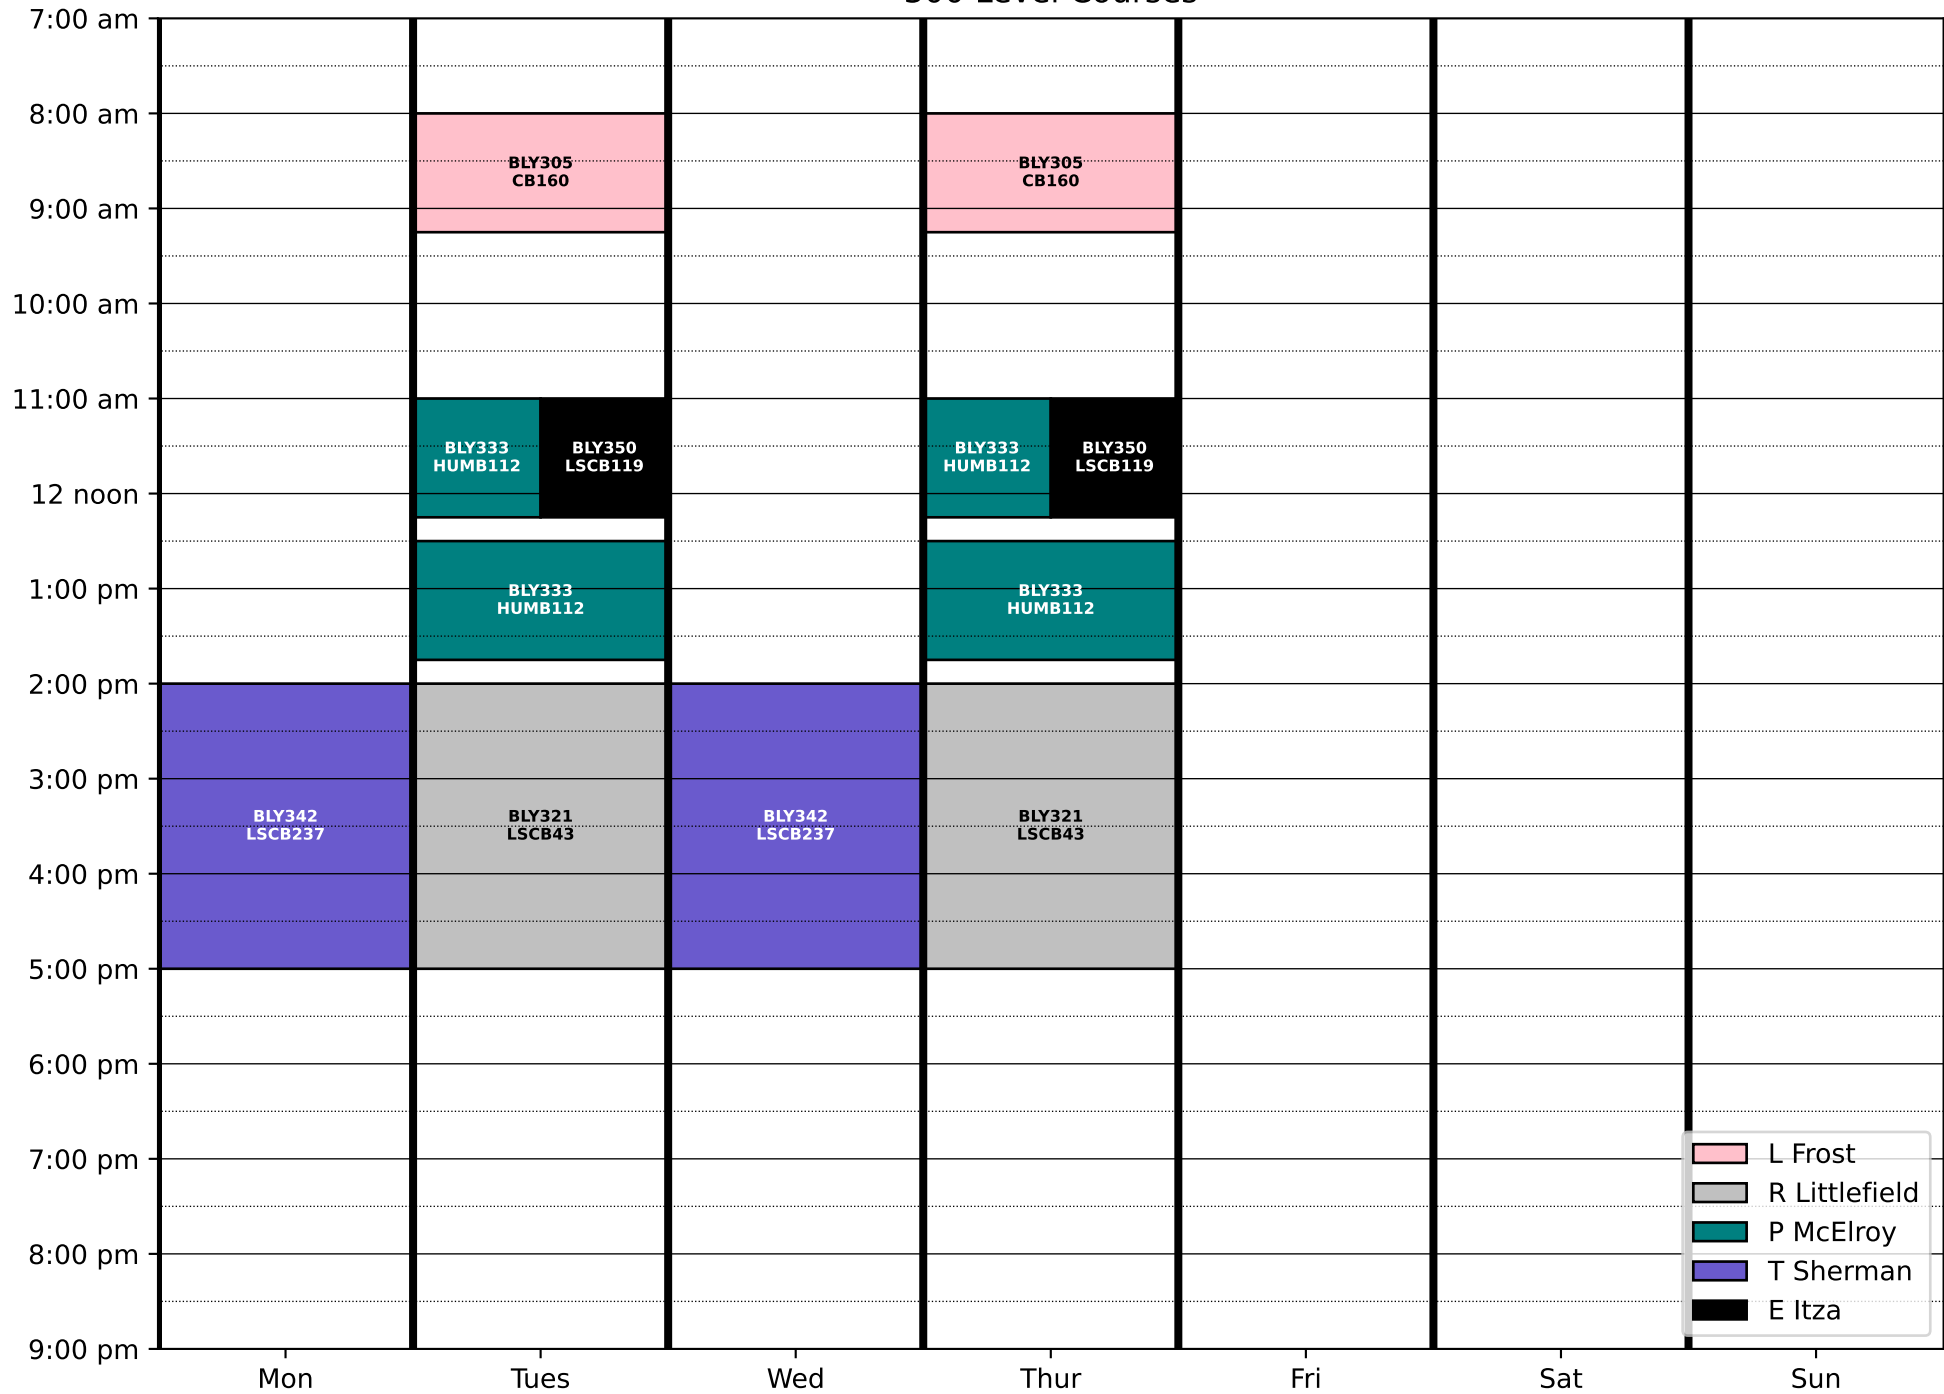 7:00 am
8:00 am
9:00 am
10:00 am
11:00 am
12 noon
1:00 pm
2:00 pm
3:00 pm
4:00 pm
5:00 pm
6:00 pm
7:00 pm
8:00 pm
9:00 pm
BLY305
CB160
BLY305
CB160
BLY333
HUMB112
BLY350
LSCB119
BLY333
HUMB112
BLY350
LSCB119
BLY333
HUMB112
BLY333
HUMB112
BLY342
LSCB237
BLY321
LSCB43
BLY342
LSCB237
BLY321
LSCB43
L Frost
R Littlefield
P McElroy
T Sherman
E Itza
Mon
Tues
Wed
Thur
Fri
Sat
Sun